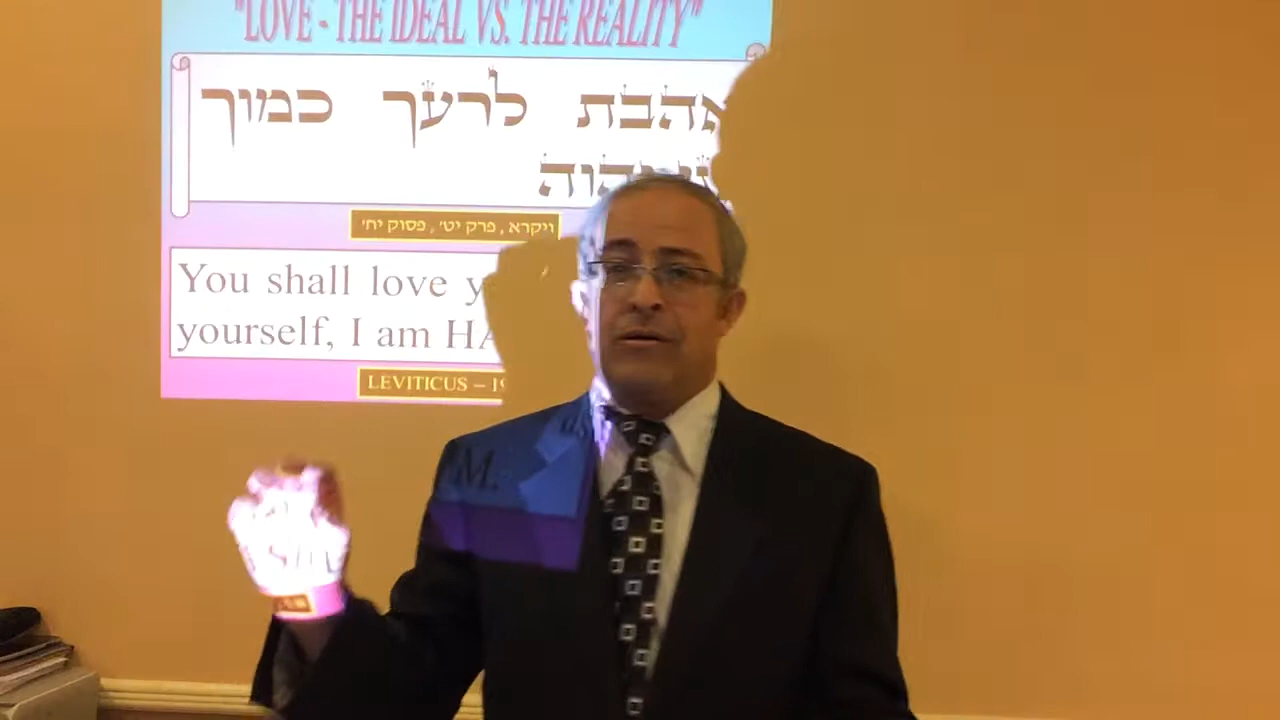 "LOVE - THE IDEAL VS. THE REALITY"
אהבת לרעך כמוך
ויקרא, פרק יט׳, פסוק יח׳
You shall love
yourself, I am
LEVITICUS –
M.